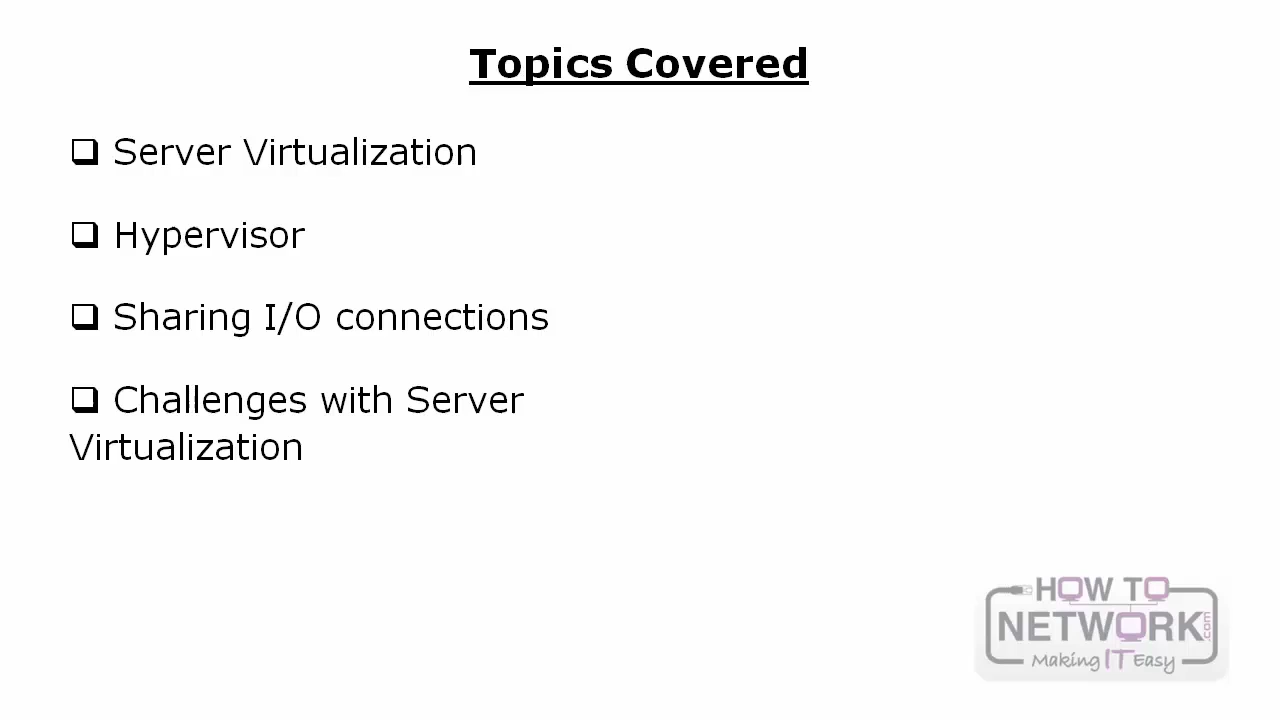 Topics Covered
❑ Server Virtualization
❑ Hypervisor
❑ Sharing I/O connections
❑ Challenges with Server
Virtualization
HOW TO
NETWORK.com
Making IT Easy